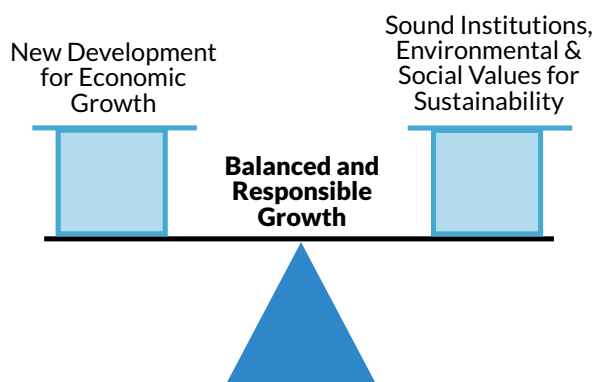 New Development
for Economic
Growth
Sound Institutions,
Environmental &
Social Values for
Sustainability
Balanced and
Responsible
Growth